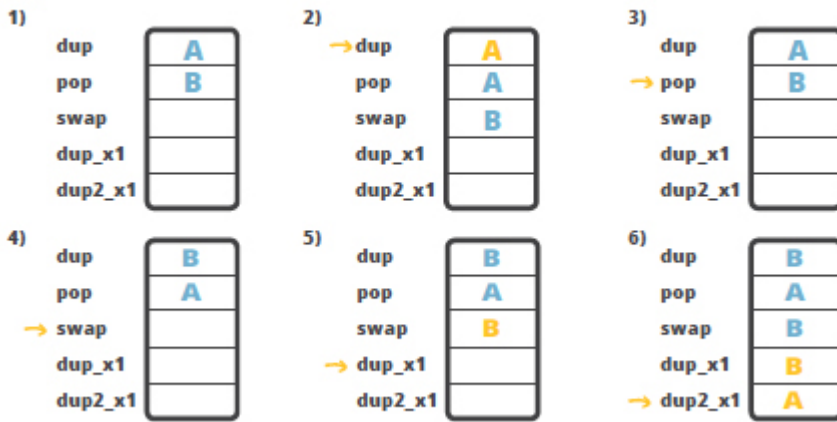 1) 2) 3)
dup A → dup A dup A
pop B pop A → pop B
swap swap B swap
dup_x1 dup_x1 dup_x1
dup2_x1 dup2_x1 dup2_x1
4) 5) 6)
dup B dup B dup B
pop A pop A pop A
→ swap swap B swap B
dup_x1 → dup_x1 dup_x1 B
dup2_x1 dup2_x1 → dup2_x1 A